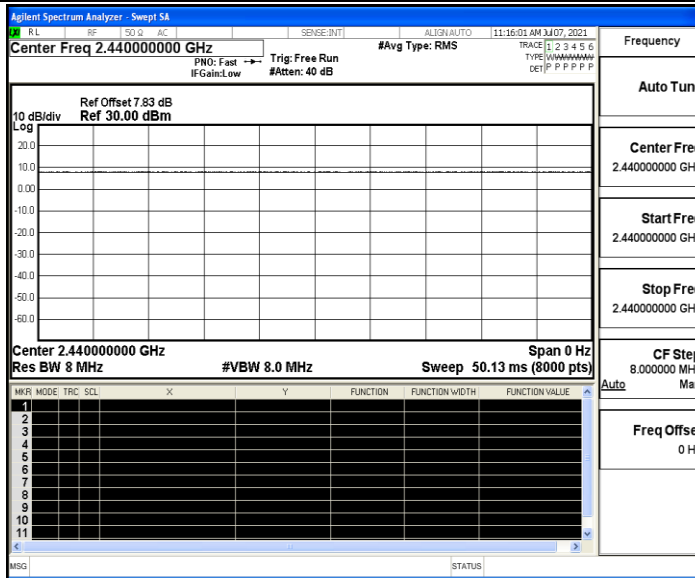 Agilent Spectrum Analyzer - Swept SA
RL RF 50 Ω AC SENSE:INT ALIGN AUTO 11:16:01 AM Jul 07, 2021
Center Freq 2.440000000 GHz
PNO: Fast
IFGain:Low
Trig: Free Run
#Atten: 40 dB
#Avg Type: RMS
TRACE 1 2 3 4 5 6
TYPE
DET P P P P P P
Ref Offset 7.83 dB
10 dB/div Ref 30.00 dBm
Log
20.0
10.0
0.00
-10.0
-20.0
-30.0
-40.0
-50.0
-60.0
Center 2.440000000 GHz Span 0 Hz
Res BW 8 MHz #VBW 8.0 MHz Sweep 50.13 ms (8000 pts)
MKR MODE TRC SCL X Y FUNCTION FUNCTION WIDTH FUNCTION VALUE
1
2
3
4
5
6
7
8
9
10
11
MSG STATUS
Frequency
Auto Tun
Center Fre
2.440000000 GH
Start Fre
2.440000000 GH
Stop Fre
2.440000000 GH
CF Step
8.000000 MH
Auto Ma
Freq Offse
0 H